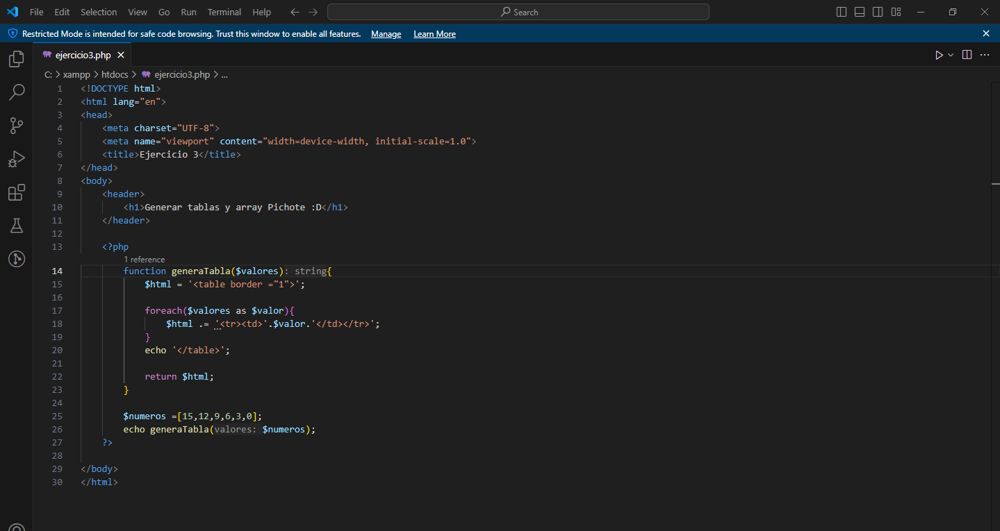 File Edit Selection View Go Run Terminal Help Search
Restricted Mode is intended for safe code browsing. Trust this window to enable all features. Manage Learn More
ejercicio3.php
C: > xampp > htdocs > ejercicio3.php > ...
1 <!DOCTYPE html>
2 <html lang="en">
3 <head>
4 <meta charset="UTF-8">
5 <meta name="viewport" content="width=device-width, initial-scale=1.0">
6 <title>Ejercicio 3</title>
7 </head>
8 <body>
9 <header>
10 <h1>Generar tablas y array Pichote :D</h1>
11 </header>
12
13 <?php
1 reference
14 function generaTabla($valores): string{
15 $html = '<table border ="1">';
16
17 foreach($valores as $valor){
18 $html .= '<tr><td>'.$valor.'</td></tr>';
19 }
20 echo '</table>';
21
22 return $html;
23 }
24
25 $numeros =[15,12,9,6,3,0];
26 echo generaTabla(valores: $numeros);
27 ?>
28
29 </body>
30 </html>